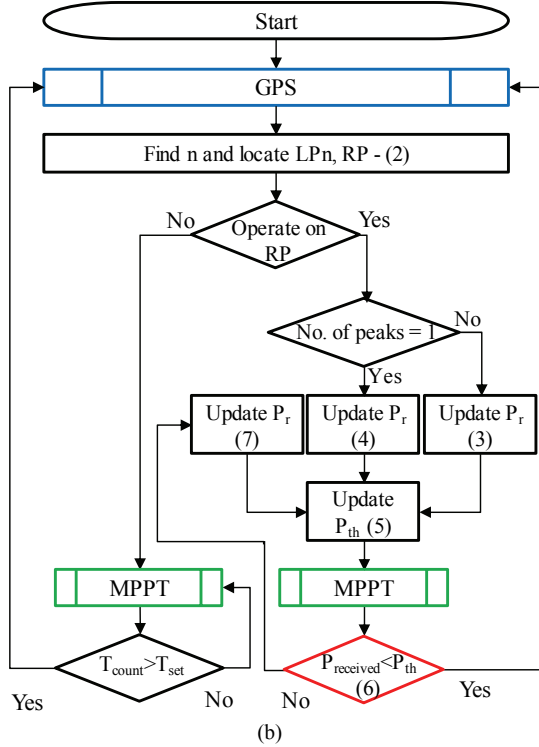 Start
GPS
Find n and locate LPn, RP - (2)
No
Operate on
RP
Yes
No. of peaks = 1
No
Yes
Update Pr
(7)
Update Pr
(4)
Update Pr
(3)
Update
Pth (5)
MPPT
MPPT
Tcount>Tset
Preceived<Pth
(6)
Yes
No
No
Yes
(b)